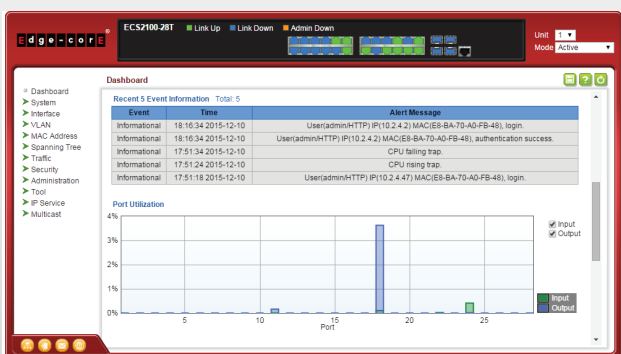 Edge-corE®
ECS2100-28T Link Up Link Down Admin Down
Unit 1
Mode Active
Dashboard
System
Interface
VLAN
MAC Address
Spanning Tree
Traffic
Security
Administration
Tool
IP Service
Multicast
Dashboard
Recent 5 Event Information Total: 5
Event Time Alert Message
Informational 18:16:34 2015-12-10 User(admin/HTTP) IP(10.2.4.2) MAC(E8-BA-70-A0-FB-48), login.
Informational 18:16:34 2015-12-10 User(admin/HTTP) IP(10.2.4.2) MAC(E8-BA-70-A0-FB-48), authentication success.
Informational 17:51:34 2015-12-10 CPU falling trap.
Informational 17:51:24 2015-12-10 CPU rising trap.
Informational 17:51:18 2015-12-10 User(admin/HTTP) IP(10.2.4.47) MAC(E8-BA-70-A0-FB-48), login.
Port Utilization
4%
3%
2%
1%
0%
5 10 15 20 25
Port
Input
Output
Input
Output